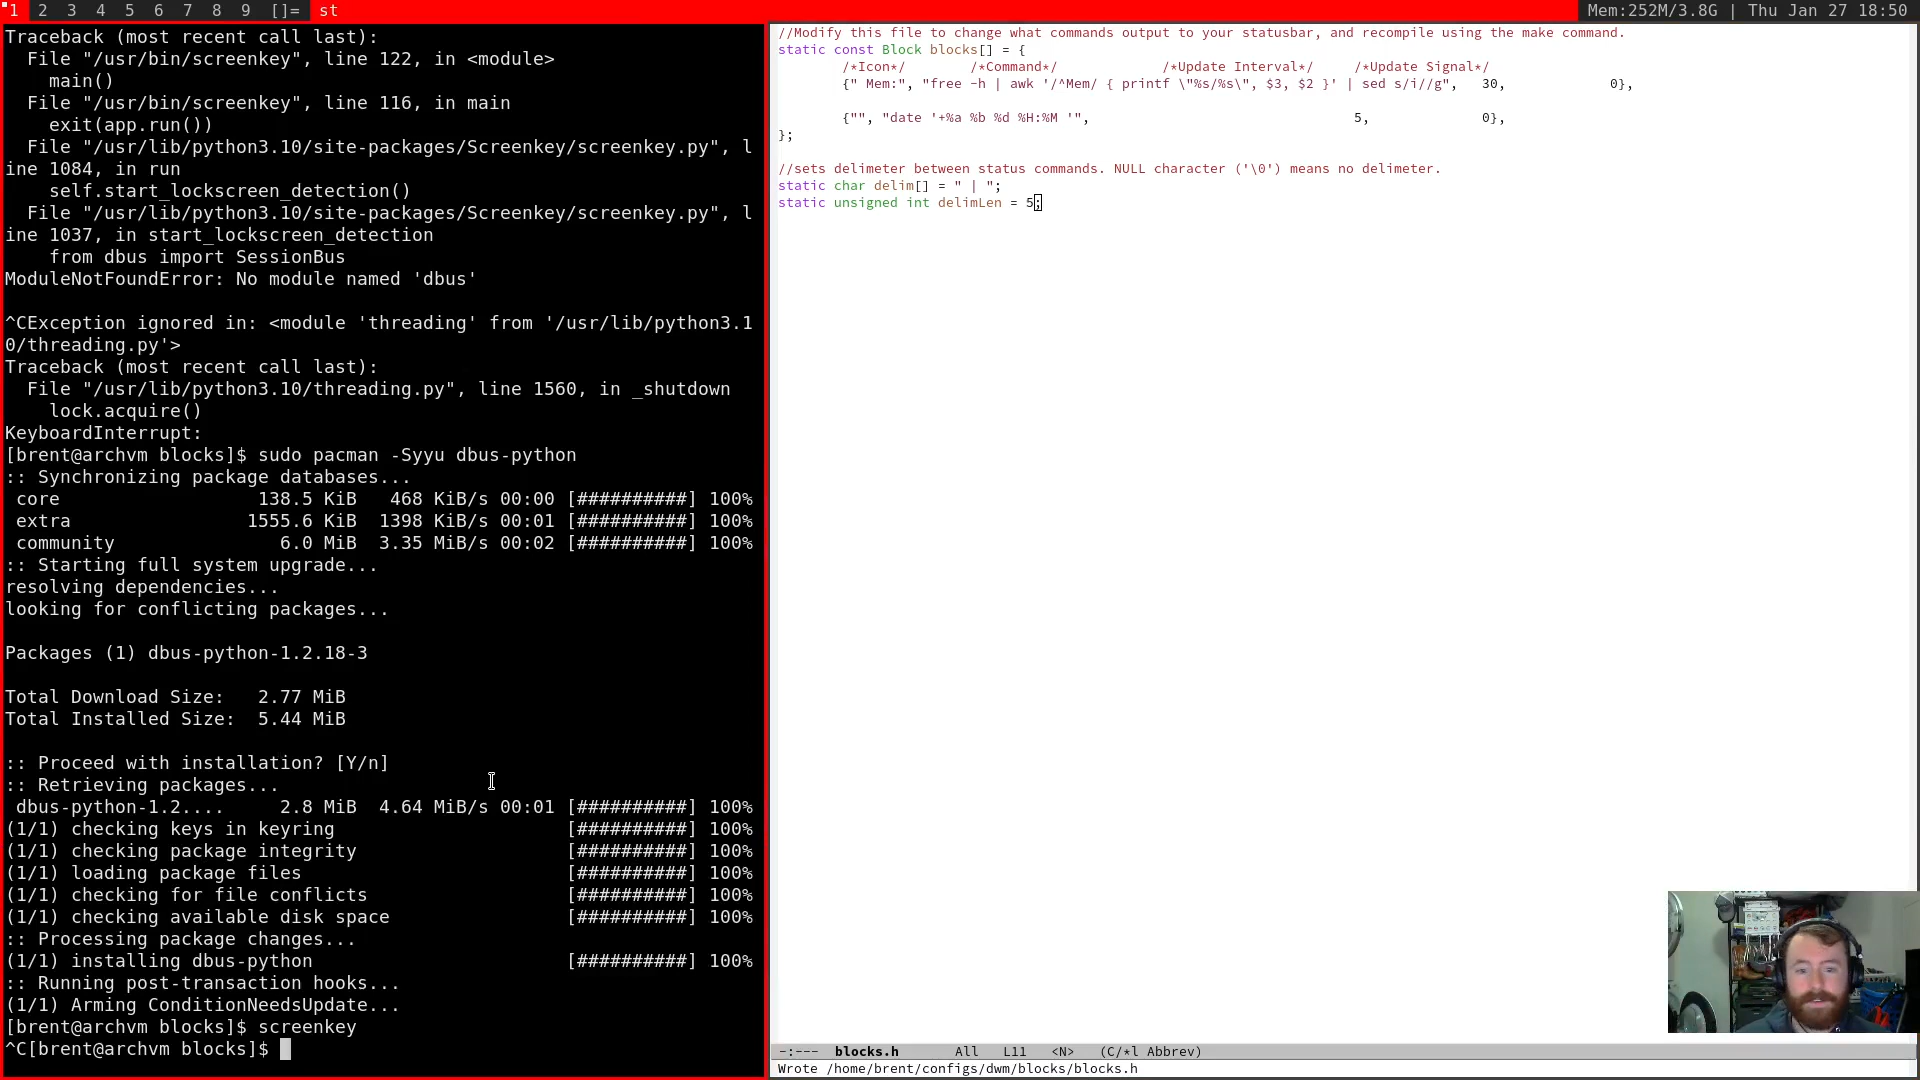 1 2 3 4 5 6 7 8 9 []= st Mem:252M/3.8G | Thu Jan 27 18:50
Traceback (most recent call last):
  File "/usr/bin/screenkey", line 122, in <module>
    main()
  File "/usr/bin/screenkey", line 116, in main
    exit(app.run())
  File "/usr/lib/python3.10/site-packages/Screenkey/screenkey.py", l
ine 1084, in run
    self.start_lockscreen_detection()
  File "/usr/lib/python3.10/site-packages/Screenkey/screenkey.py", l
ine 1037, in start_lockscreen_detection
    from dbus import SessionBus
ModuleNotFoundError: No module named 'dbus'
^CException ignored in: <module 'threading' from '/usr/lib/python3.1
0/threading.py'>
Traceback (most recent call last):
  File "/usr/lib/python3.10/threading.py", line 1560, in _shutdown
    lock.acquire()
KeyboardInterrupt:
[brent@archvm blocks]$ sudo pacman -Syyu dbus-python
:: Synchronizing package databases...
 core 138.5 KiB 468 KiB/s 00:00 [##########] 100%
 extra 1555.6 KiB 1398 KiB/s 00:01 [##########] 100%
 community 6.0 MiB 3.35 MiB/s 00:02 [##########] 100%
:: Starting full system upgrade...
resolving dependencies...
looking for conflicting packages...
Packages (1) dbus-python-1.2.18-3
Total Download Size: 2.77 MiB
Total Installed Size: 5.44 MiB
:: Proceed with installation? [Y/n]
:: Retrieving packages...
 dbus-python-1.2.... 2.8 MiB 4.64 MiB/s 00:01 [##########] 100%
(1/1) checking keys in keyring [##########] 100%
(1/1) checking package integrity [##########] 100%
(1/1) loading package files [##########] 100%
(1/1) checking for file conflicts [##########] 100%
(1/1) checking available disk space [##########] 100%
:: Processing package changes...
(1/1) installing dbus-python [##########] 100%
:: Running post-transaction hooks...
(1/1) Arming ConditionNeedsUpdate...
[brent@archvm blocks]$ screenkey
^C[brent@archvm blocks]$
//Modify this file to change what commands output to your statusbar, and recompile using the make command.
static const Block blocks[] = {
/*Icon*/ /*Command*/ /*Update Interval*/ /*Update Signal*/
{" Mem:", "free -h | awk '/^Mem/ { printf \"%s/%s\", $3, $2 }' | sed s/i//g", 30, 0},
{"", "date '+%a %b %d %H:%M '", 5, 0},
};
//sets delimeter between status commands. NULL character ('\0') means no delimeter.
static char delim[] = " | ";
static unsigned int delimLen = 5;
-:--- blocks.h All L11 <N> (C/*l Abbrev)
Wrote /home/brent/configs/dwm/blocks/blocks.h